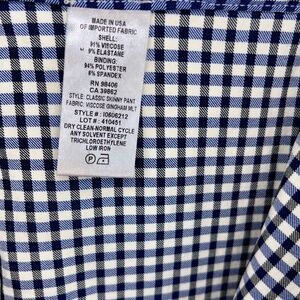 MADE IN USA
OF IMPORTED FABRIC
SHELL:
91% VISCOSE
9% ELASTANE
BINDING:
94% POLYESTER
6% SPANDEX
RN 98406
CA 39862
STYLE: CLASSIC SKINNY PANT
FABRIC: VISCOSE GINGHAM MLT
STYLE # : I0606212
LOT # : 410451
DRY CLEAN-NORMAL CYCLE
ANY SOLVENT EXCEPT
TRICHLOROETHYLENE
LOW IRON
P